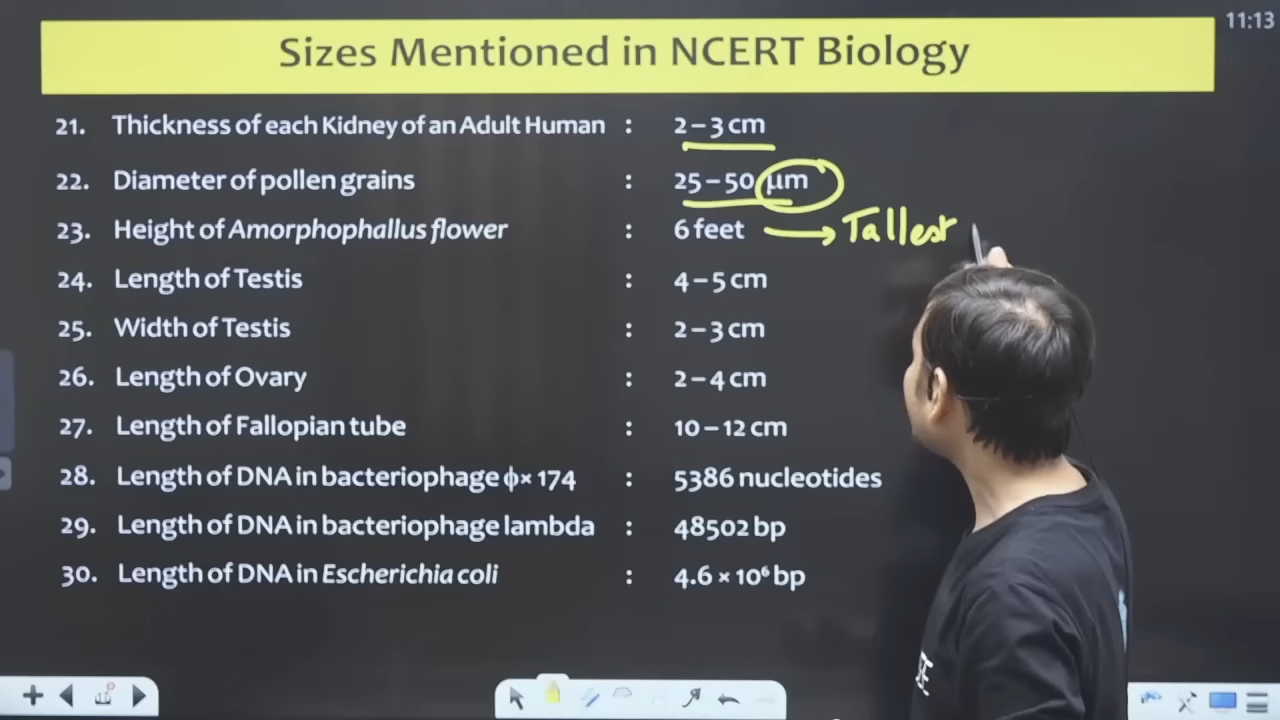 11:13
Sizes Mentioned in NCERT Biology
21. Thickness of each Kidney of an Adult Human : 2 – 3 cm
22. Diameter of pollen grains : 25 – 50 μm
23. Height of Amorphophallus flower : 6 feet → Tallest
24. Length of Testis : 4 – 5 cm
25. Width of Testis : 2 – 3 cm
26. Length of Ovary : 2 – 4 cm
27. Length of Fallopian tube : 10 – 12 cm
28. Length of DNA in bacteriophage ϕ× 174 : 5386 nucleotides
29. Length of DNA in bacteriophage lambda : 48502 bp
30. Length of DNA in Escherichia coli : 4.6 × 10⁶ bp